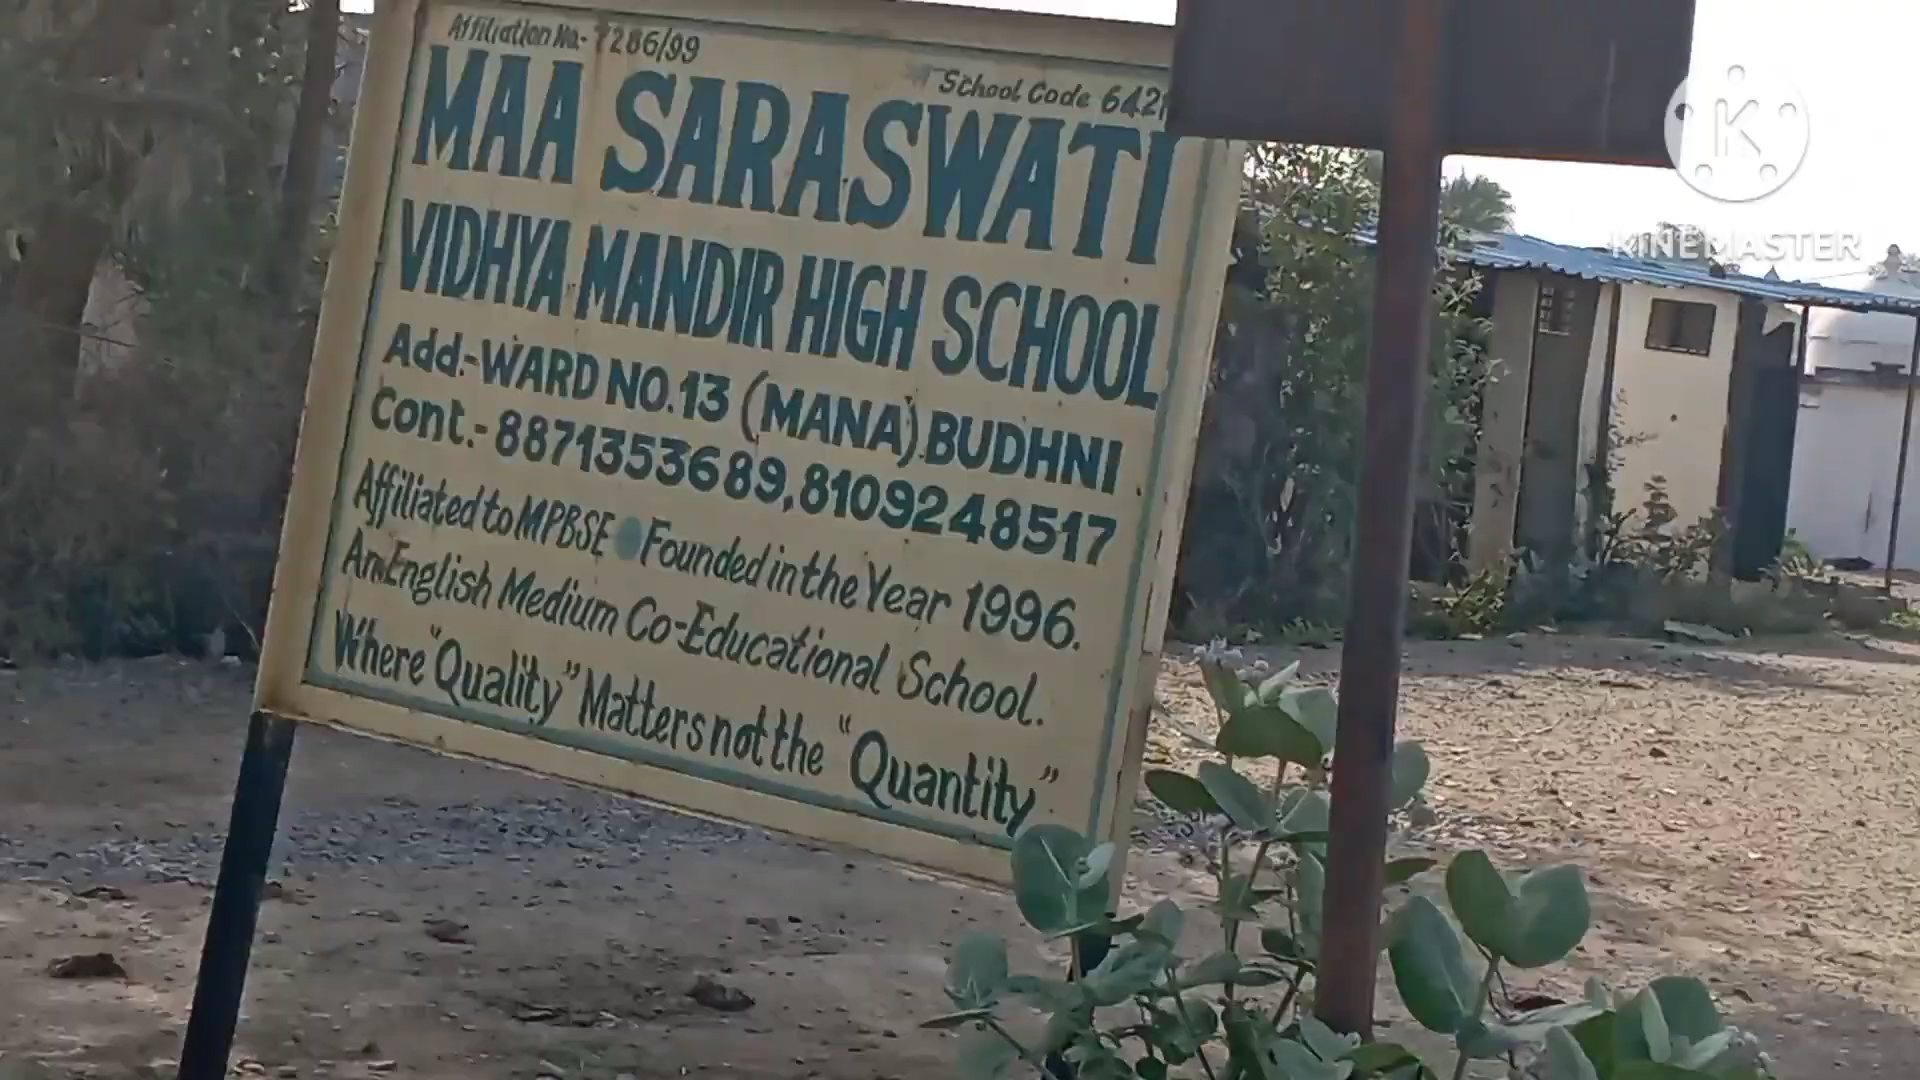 Affiliation No.- 7286/99
School Code 642
MAA SARASWATI
VIDHYA MANDIR HIGH SCHOOL
Add.-WARD NO.13 (MANA) BUDHNI
Cont.-8871353689,8109248517
Affiliated to MPBSE ● Founded in the Year 1996.
An English Medium Co-Educational School.
Where "Quality" Matters not the "Quantity"
KINEMASTER